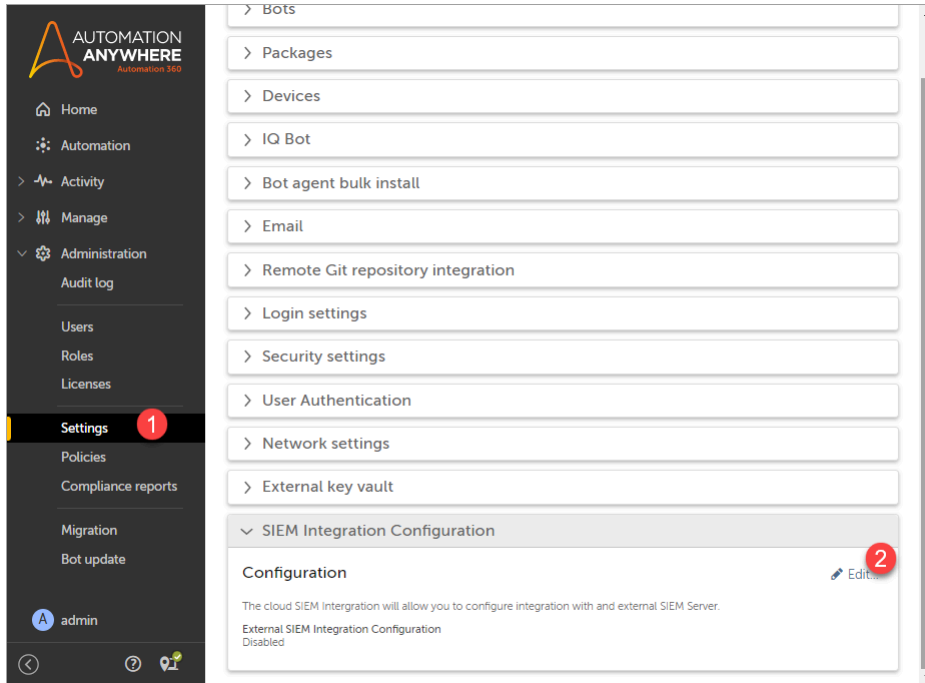 AUTOMATION
ANYWHERE
Automation 360
Home
Automation
Activity
Manage
Administration
Audit log
Users
Roles
Licenses
Settings
1
Policies
Compliance reports
Migration
Bot update
A
admin
?
Bots
Packages
Devices
IQ Bot
Bot agent bulk install
Email
Remote Git repository integration
Login settings
Security settings
User Authentication
Network settings
External key vault
SIEM Integration Configuration
2
Configuration
Edit...
The cloud SIEM Intergration will allow you to configure integration with and external SIEM Server.
External SIEM Integration Configuration
Disabled